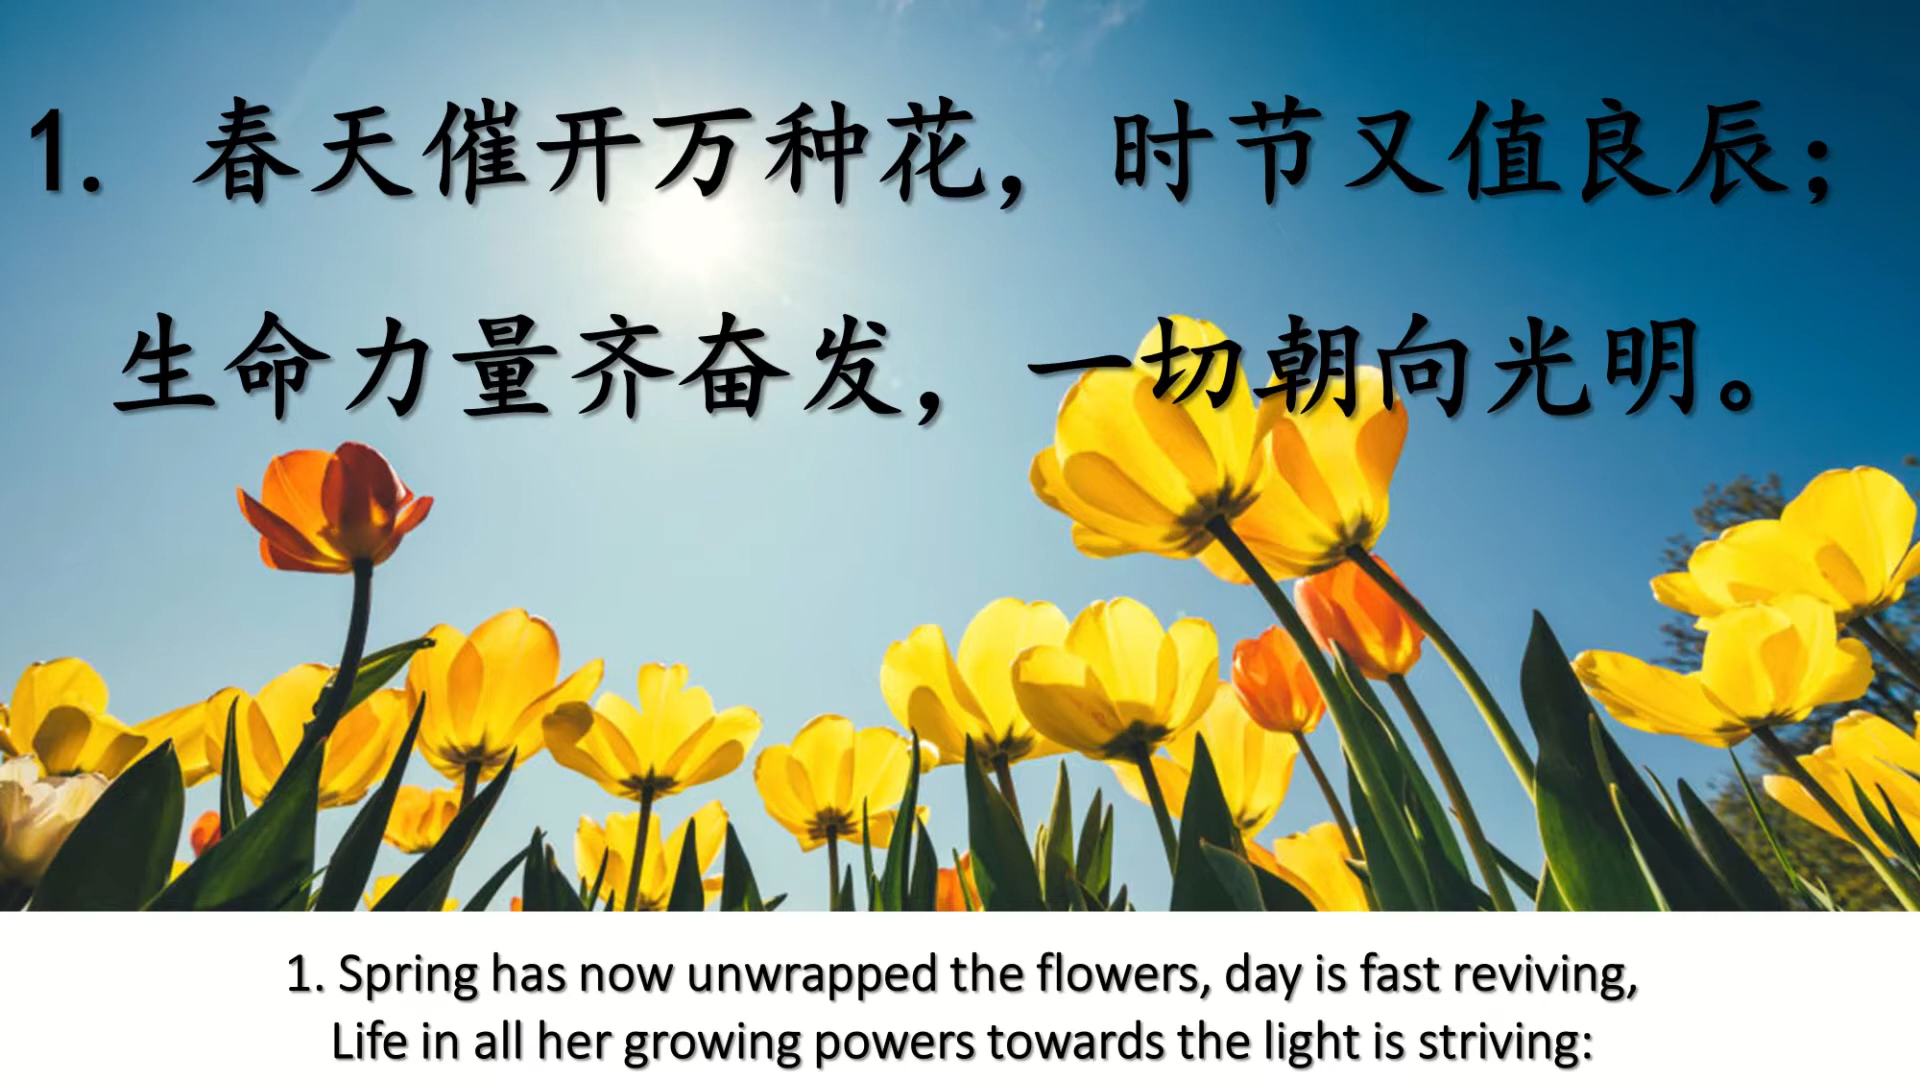 1. 春天催开万种花，时节又值良辰；
生命力量齐奋发，一切朝向光明。
1. Spring has now unwrapped the flowers, day is fast reviving,
Life in all her growing powers towards the light is striving: